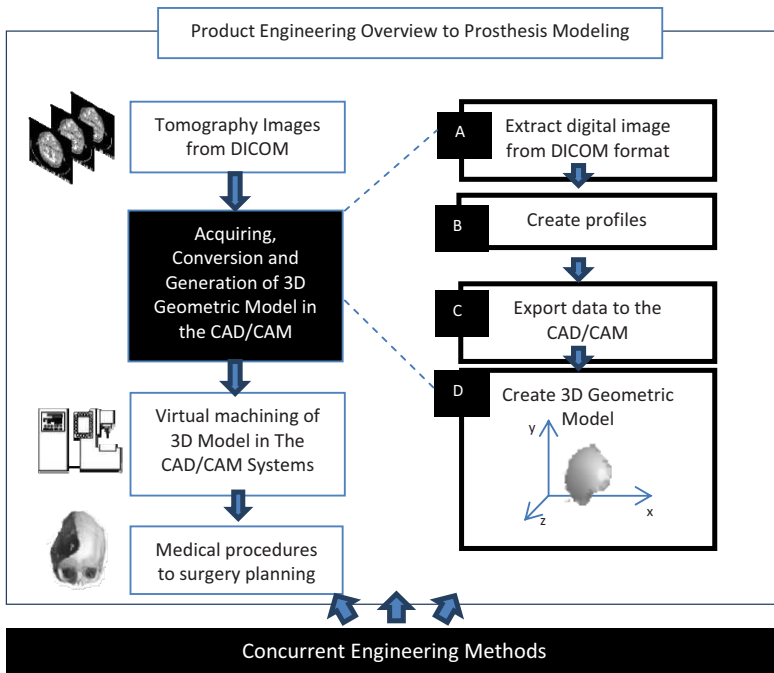 Product Engineering Overview to Prosthesis Modeling
Tomography Images
from DICOM
Acquiring,
Conversion and
Generation of 3D
Geometric Model in
the CAD/CAM
Virtual machining of
3D Model in The
CAD/CAM Systems
Medical procedures
to surgery planning
A
Extract digital image
from DICOM format
B
Create profiles
C
Export data to the
CAD/CAM
D
Create 3D Geometric
Model
y
x
z
Concurrent Engineering Methods